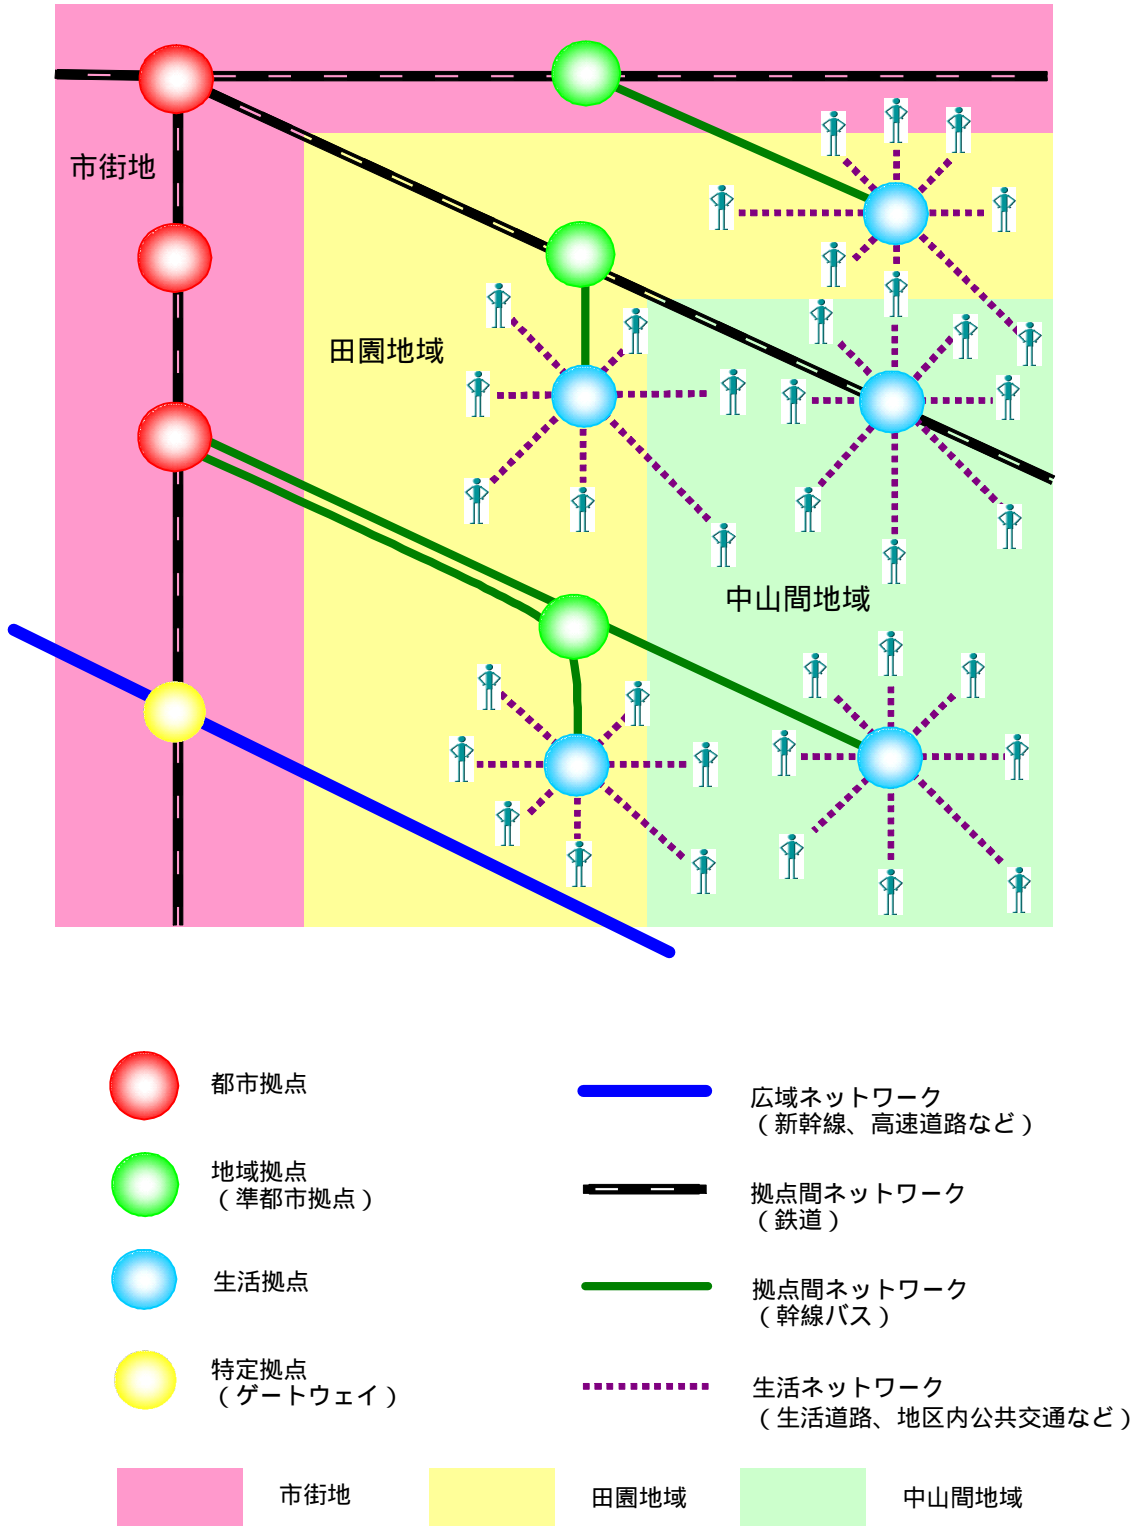 市街地
田園地域
中山間地域
都市拠点
広域ネットワーク
（新幹線、高速道路など）
地域拠点
（準都市拠点）
拠点間ネットワーク
（鉄道）
生活拠点
拠点間ネットワーク
（幹線バス）
特定拠点
（ゲートウェイ）
生活ネットワーク
（生活道路、地区内公共交通など）
市街地
田園地域
中山間地域